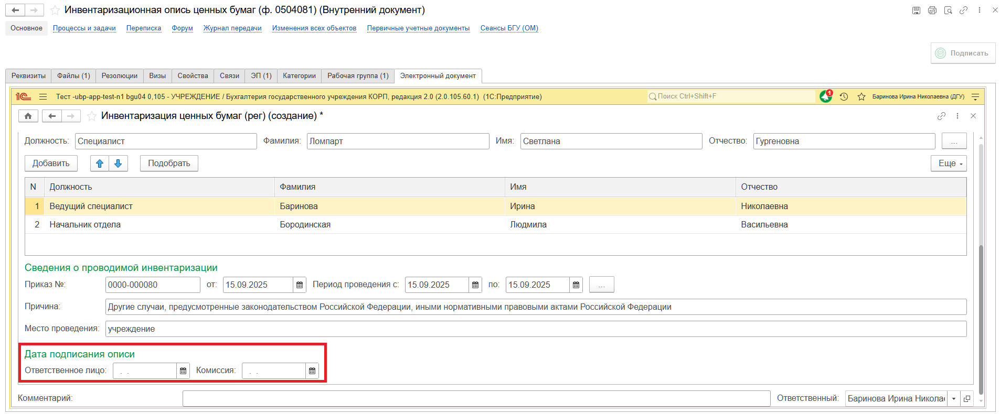 Инвентаризационная опись ценных бумаг (ф. 0504081) (Внутренний документ)
Основное Процессы и задачи Переписка Форум Журнал передачи Изменения всех объектов Первичные учетные документы Сеансы БГУ (ОМ)
Подписать
Реквизиты Файлы (1) Резолюции Визы Свойства Связи ЭП (1) Категории Рабочая группа (1) Электронный документ
1С Тест -ubp-app-test-n1 bgu04 0,105 - УЧРЕЖДЕНИЕ / Бухгалтерия государственного учреждения КОРП, редакция 2.0 (2.0.105.60.1) (1С:Предприятие) Поиск Ctrl+Shift+F 1 Баринова Ирина Николаевна (ДГУ)
Инвентаризация ценных бумаг (рег) (создание) *
Должность: Специалист Фамилия: Ломпарт Имя: Светлана Отчество: Гургеновна ...
Добавить Подобрать Еще
N Должность Фамилия Имя Отчество
1 Ведущий специалист Баринова Ирина Николаевна
2 Начальник отдела Бородинская Людмила Васильевна
Сведения о проводимой инвентаризации
Приказ №: 0000-000080 от: 15.09.2025 Период проведения с: 15.09.2025 по: 15.09.2025 ...
Причина: Другие случаи, предусмотренные законодательством Российской Федерации, иными нормативными правовыми актами Российской Федерации
Место проведения: учреждение
Дата подписания описи
Ответственное лицо: . . Комиссия: . .
Комментарий: Ответственный: Баринова Ирина Никола